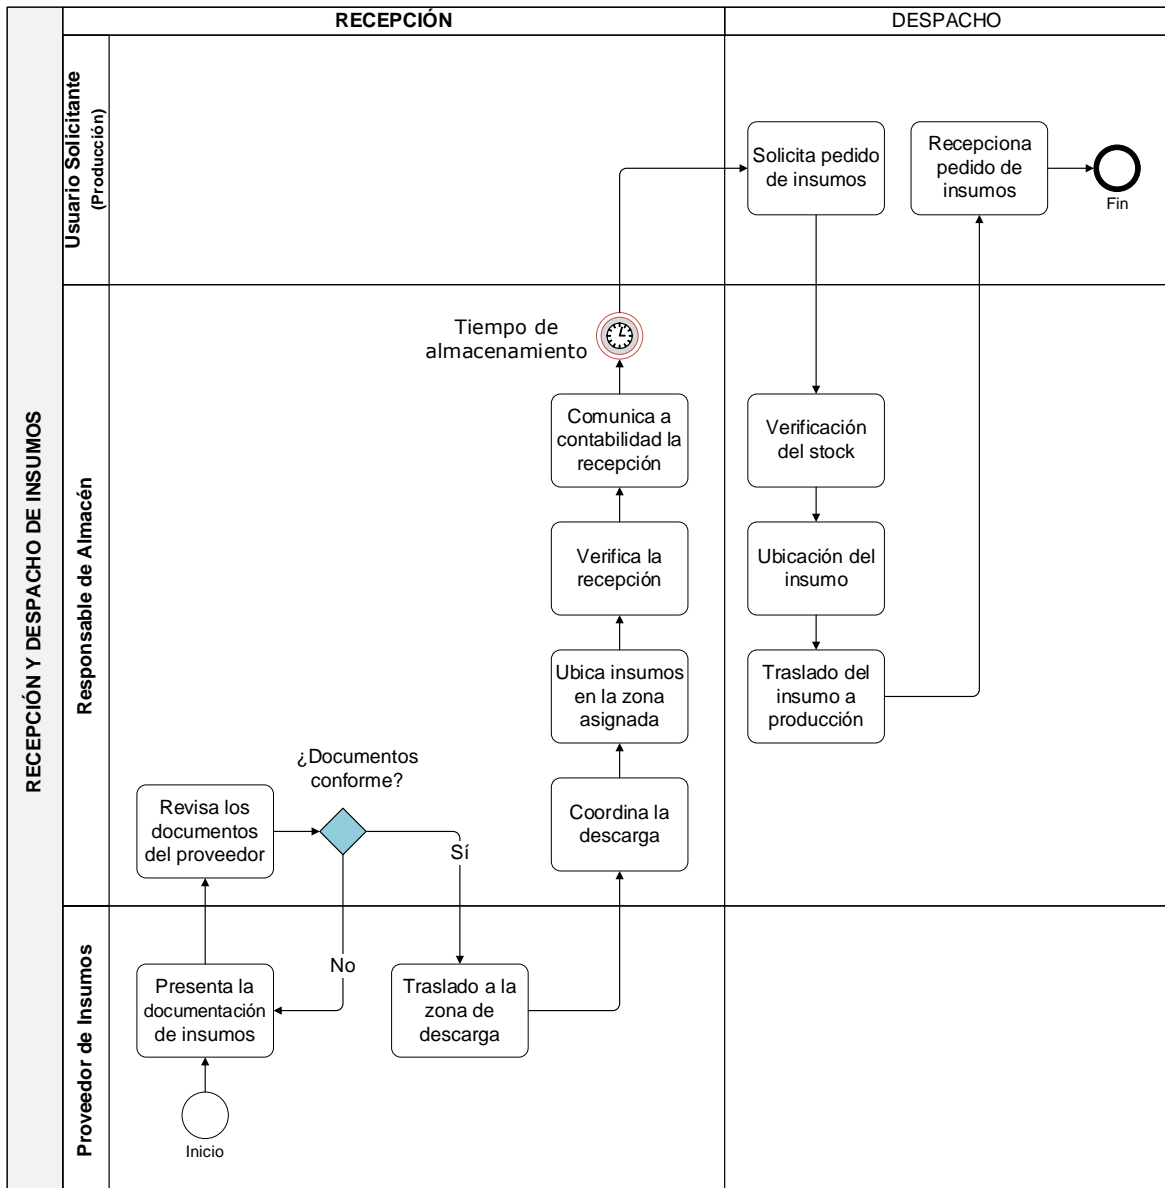 RECEPCIÓN
DESPACHO
RECEPCIÓN Y DESPACHO DE INSUMOS
Usuario Solicitante
(Producción)
Solicita pedido
de insumos
Recepciona
pedido de
insumos
Fin
Responsable de Almacén
Tiempo de
almacenamiento
Comunica a
contabilidad la
recepción
Verifica la
recepción
Ubica insumos
en la zona
asignada
Coordina la
descarga
Verificación
del stock
Ubicación del
insumo
Traslado del
insumo a
producción
¿Documentos
conforme?
Revisa los
documentos
del proveedor
Sí
No
Proveedor de Insumos
Presenta la
documentación
de insumos
Traslado a la
zona de
descarga
Inicio